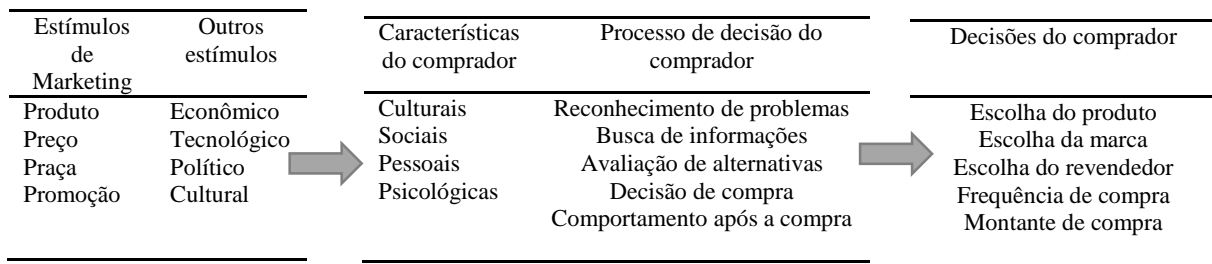 Estímulos
de
Marketing
Outros
estímulos
Produto
Preço
Praça
Promoção
Econômico
Tecnológico
Político
Cultural
Características
do comprador
Processo de decisão do
comprador
Culturais
Sociais
Pessoais
Psicológicas
Reconhecimento de problemas
Busca de informações
Avaliação de alternativas
Decisão de compra
Comportamento após a compra
Decisões do comprador
Escolha do produto
Escolha da marca
Escolha do revendedor
Frequência de compra
Montante de compra